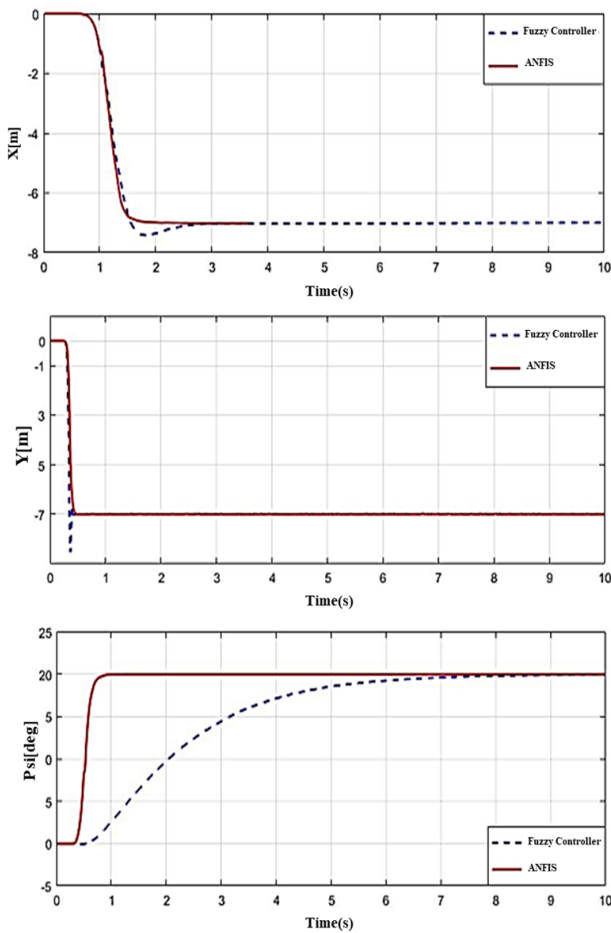 0
-2
-4
-6
-8
X[m]
Fuzzy Controller
ANFIS
0 1 2 3 4 5 6 7 8 9 10
Time(s)
0
-1
3
5
-7
Y[m]
Fuzzy Controller
ANFIS
0 1 2 3 4 5 6 7 8 9 10
Time(s)
25
20
5
0
5
0
-5
Psi[deg]
Fuzzy Controller
ANFIS
0 1 2 3 4 5 6 7 8 9 10
Time(s)